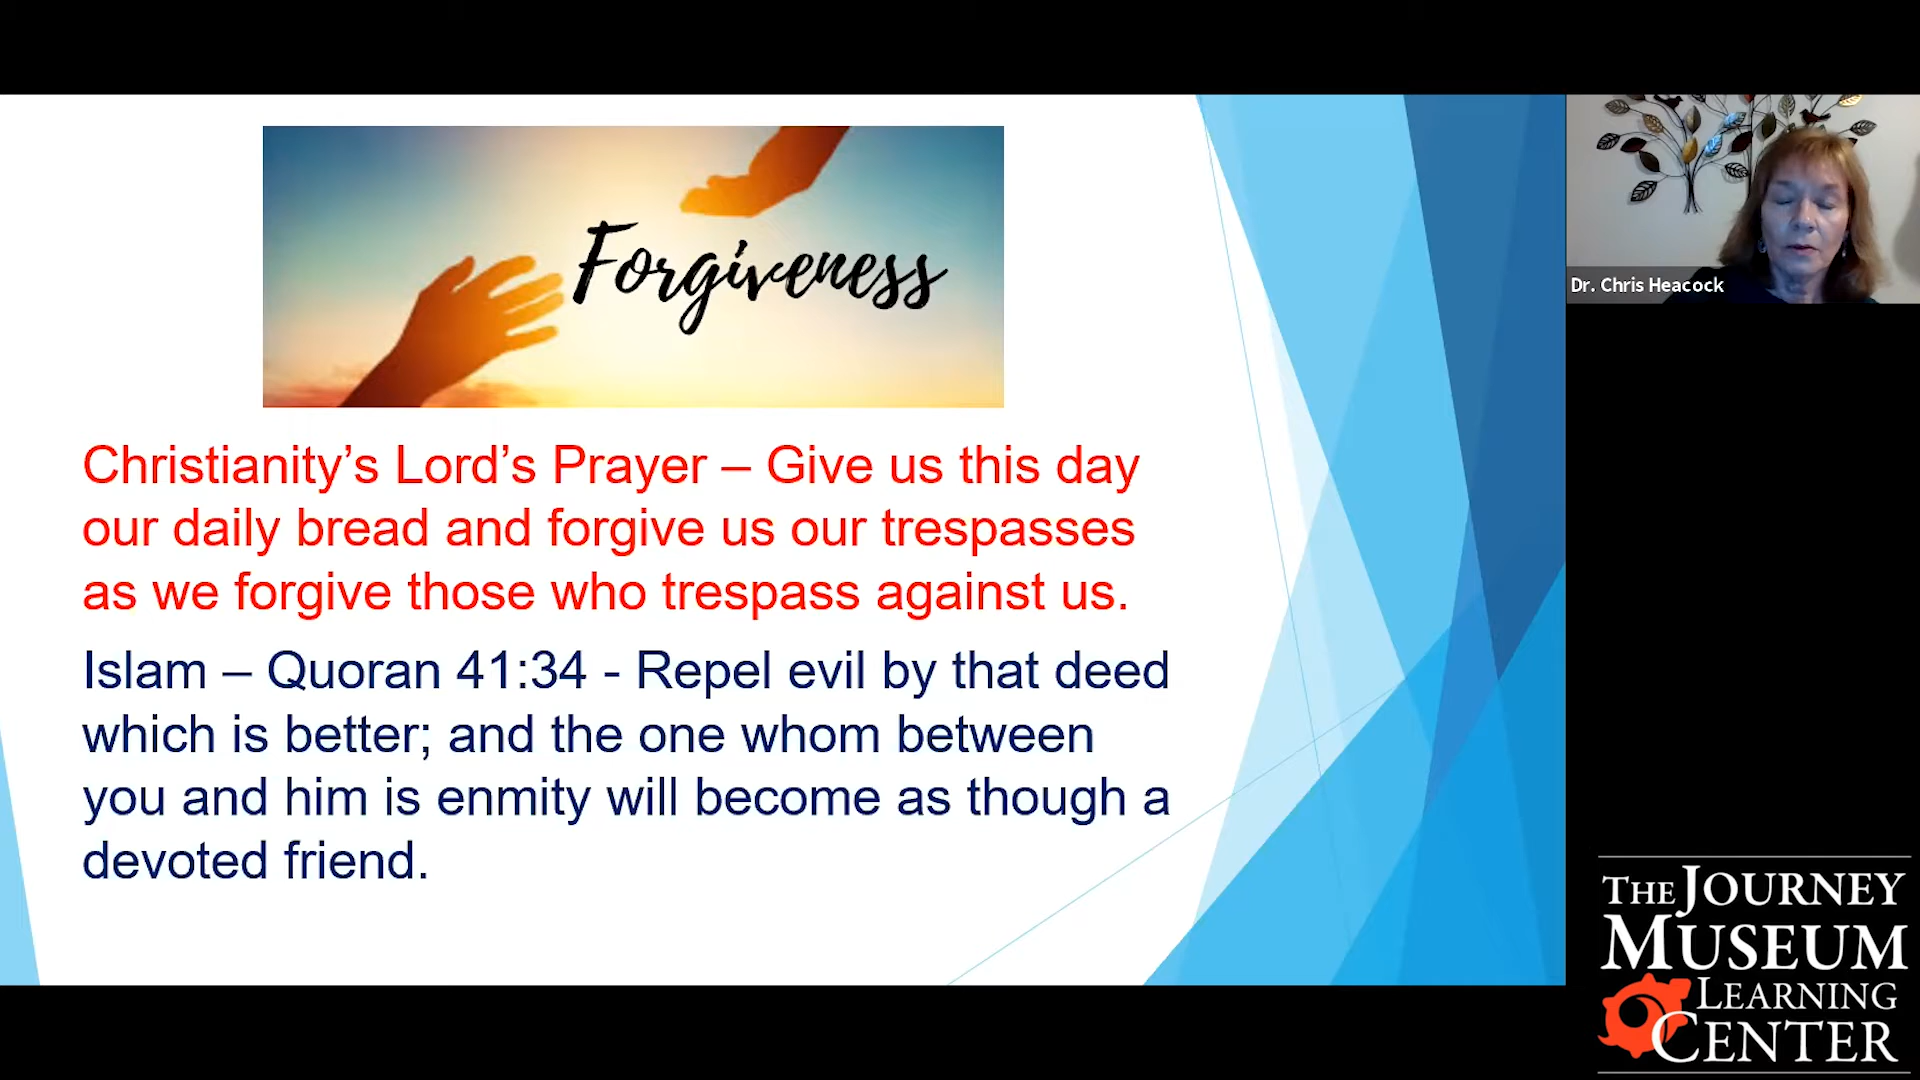 Forgiveness
Christianity’s Lord’s Prayer – Give us this day
our daily bread and forgive us our trespasses
as we forgive those who trespass against us.
Islam – Quoran 41:34 - Repel evil by that deed
which is better; and the one whom between
you and him is enmity will become as though a
devoted friend.
Dr. Chris Heacock
THE JOURNEY
MUSEUM
LEARNING
CENTER